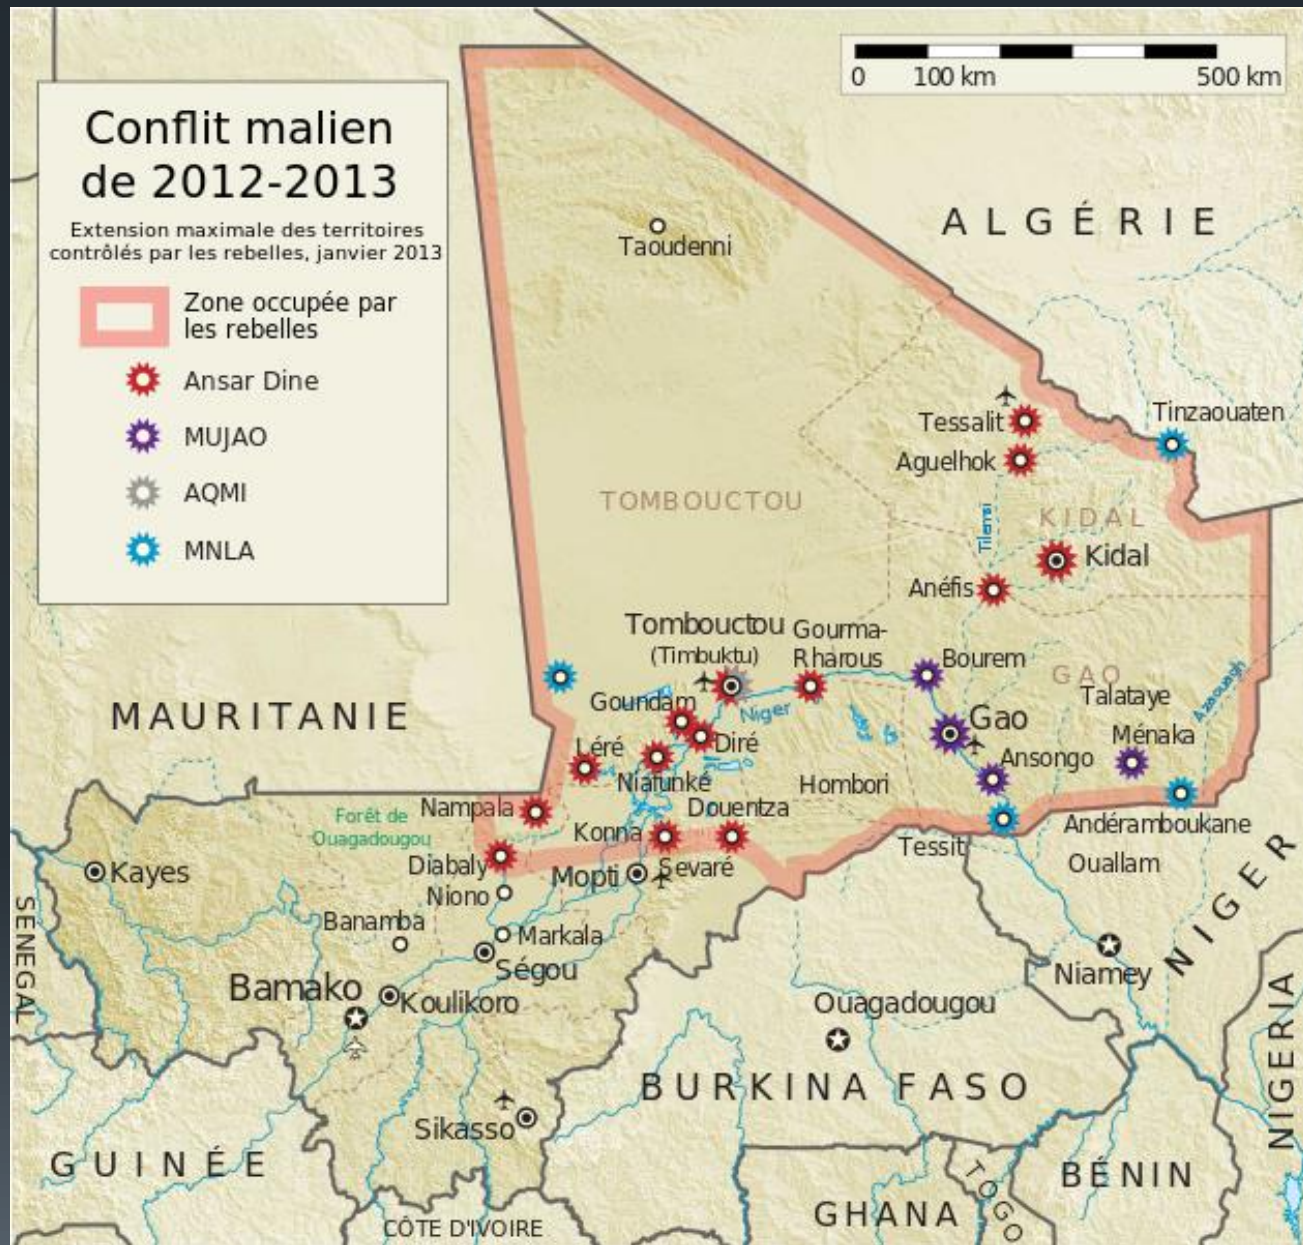 Conflit malien
de 2012-2013
Extension maximale des territoires
contrôlés par les rebelles, janvier 2013
Zone occupée par
les rebelles
Ansar Dine
MUJAO
AQMI
MNLA
0 100 km 500 km
ALGÉRIE
Taoudenni
Tessalit
Tinzaouaten
Aguelhok
TOMBOUCTOU
Tilemsi
KIDAL
Kidal
Anéfis
Tombouctou
(Timbuktu)
Gourma-
Rharous
Bourem
GAO
Talataye
Azaouagh
Goundam
Niger
Gao
MAURITANIE
Léré
Diré
Ansongo
Ménaka
Niafunké
Hombori
Nampala
Forêt de
Ouagadougou
Konna
Douentza
Tessit
Andéramboukane
Ouallam
Kayes
Diabaly
Mopti
Sevaré
Niono
NIGER
SENEGAL
Banamba
Markala
Ségou
Niamey
Bamako
Koulikoro
Ouagadougou
NIGERIA
BURKINA FASO
Sikasso
GUINÉE
BÉNIN
TOGO
GHANA
CÔTE D'IVOIRE